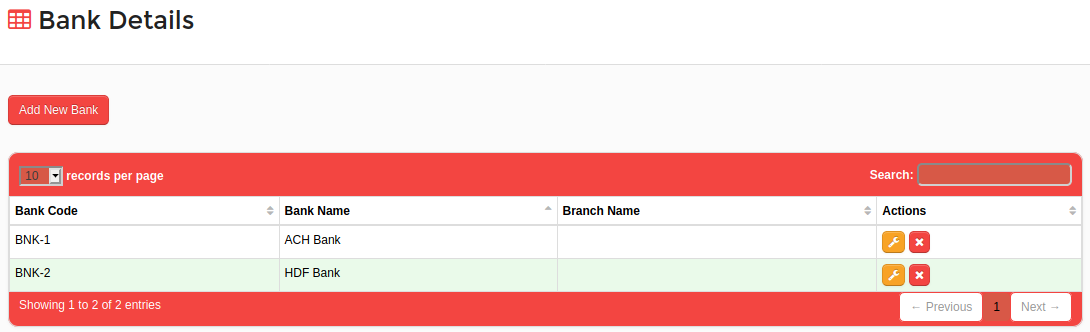 Bank Details
Add New Bank
10 records per page Search:
Bank Code Bank Name Branch Name Actions
BNK-1 ACH Bank
BNK-2 HDF Bank
Showing 1 to 2 of 2 entries ← Previous 1 Next →